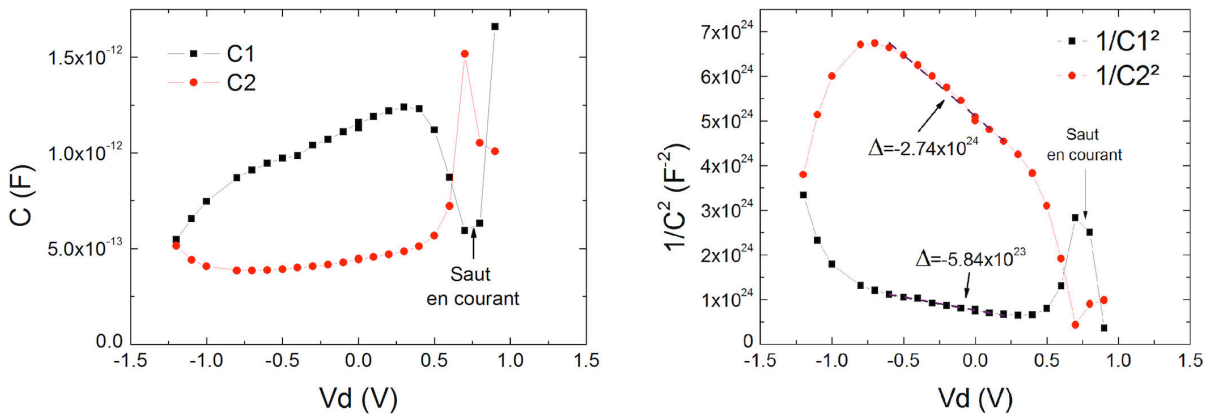 C1
C2
1.5x10⁻¹²
1.0x10⁻¹²
5.0x10⁻¹³
0.0
C (F)
Saut
en courant
-1.5 -1.0 -0.5 0.0 0.5 1.0 1.5
Vd (V)
1/C1²
1/C2²
7x10²⁴
6x10²⁴
5x10²⁴
4x10²⁴
3x10²⁴
2x10²⁴
1x10²⁴
0
1/C² (F⁻²)
Δ=-2.74x10²⁴
Saut
en courant
Δ=-5.84x10²³
-1.5 -1.0 -0.5 0.0 0.5 1.0 1.5
Vd (V)